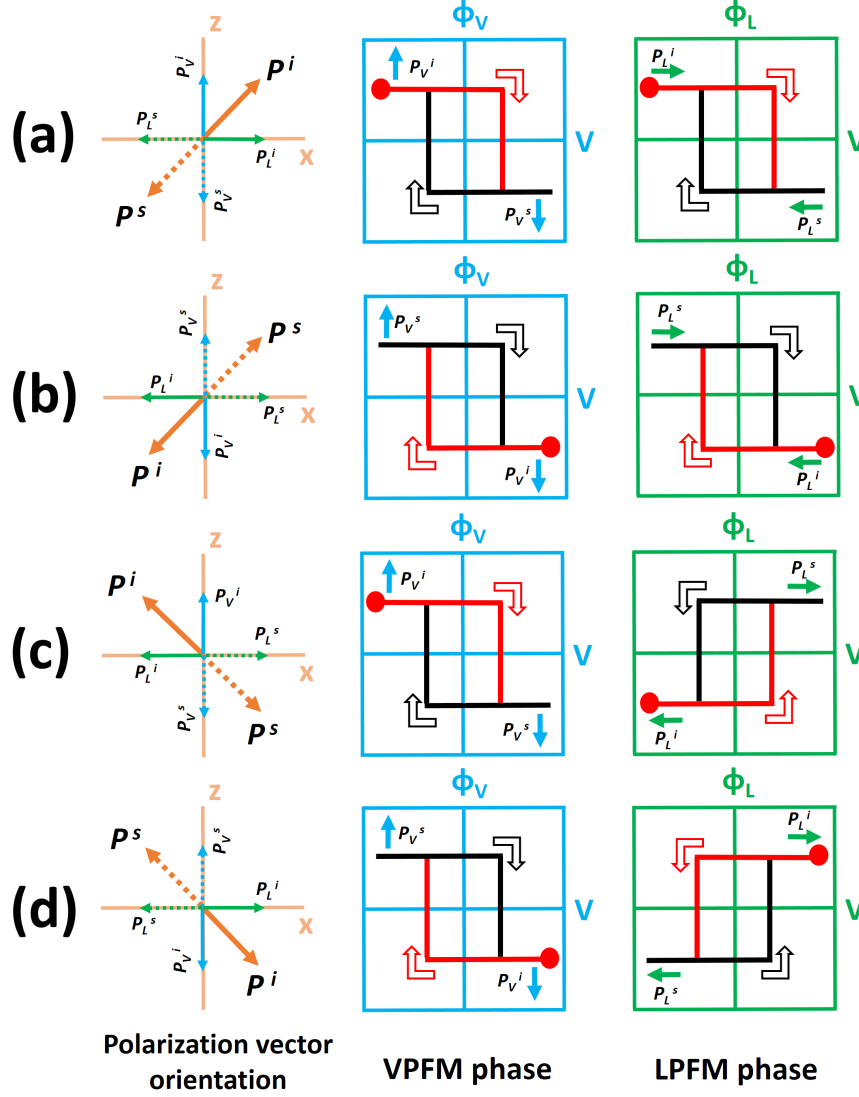 Z
Φ_V
Φ_L
(a)
P_V^i
P^i
P_L^s
X
P_L^i
P^s
P_V^s
P_V^i
P_V^s
P_L^i
V
P_L^s
V
Z
Φ_V
Φ_L
(b)
P_V^s
P^s
P_L^i
X
P_L^s
P^i
P_V^i
P_V^s
P_V^i
V
P_L^s
P_L^i
V
Z
Φ_V
Φ_L
(c)
P^i
P_V^i
P_L^s
P_L^i
X
P_V^s
P^s
P_V^i
P_V^s
V
P_L^s
P_L^i
V
Z
Φ_V
Φ_L
(d)
P^s
P_V^s
P_L^i
P_L^s
X
P_V^i
P^i
P_V^s
P_V^i
V
P_L^i
P_L^s
V
Polarization vector
orientation
VPFM phase
LPFM phase